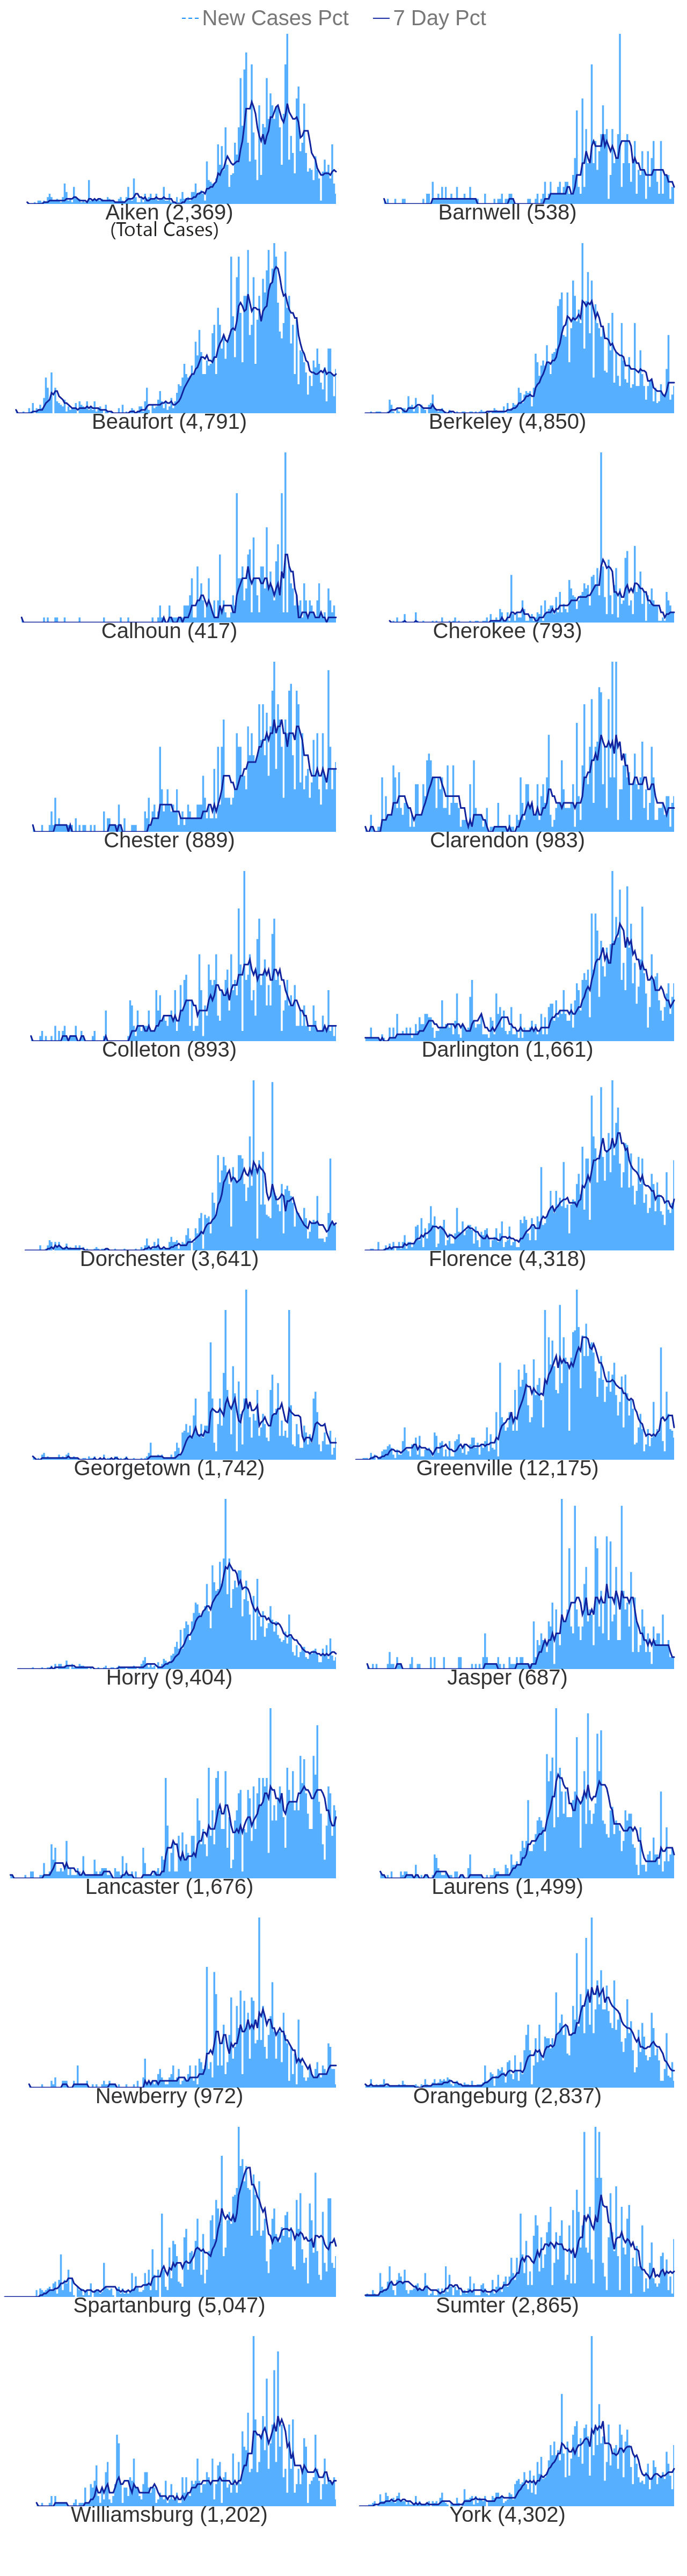 New Cases Pct 7 Day Pct
Aiken (2,369) Barnwell (538)
(Total Cases)
Beaufort (4,791) Berkeley (4,850)
Calhoun (417) Cherokee (793)
Chester (889) Clarendon (983)
Colleton (893) Darlington (1,661)
Dorchester (3,641) Florence (4,318)
Georgetown (1,742) Greenville (12,175)
Horry (9,404) Jasper (687)
Lancaster (1,676) Laurens (1,499)
Newberry (972) Orangeburg (2,837)
Spartanburg (5,047) Sumter (2,865)
Williamsburg (1,202) York (4,302)